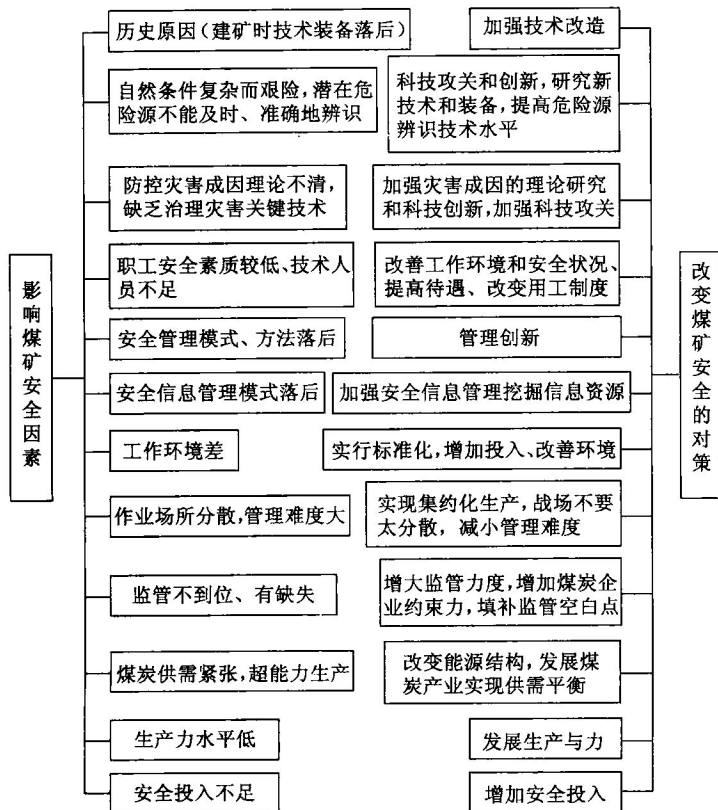 影响煤矿安全因素
历史原因(建矿时技术装备落后)
加强技术改造
自然条件复杂而艰险,潜在危
险源不能及时、准确地辨识
科技攻关和创新,研究新
技术和装备,提高危险源
辨识技术水平
防控灾害成因理论不清,
缺乏治理灾害关键技术
加强灾害成因的理论研究
和科技创新,加强科技攻关
职工安全素质较低、技术人
员不足
改善工作环境和安全状况、
提高待遇、改变用工制度
安全管理模式、方法落后
管理创新
安全信息管理模式落后
加强安全信息管理挖掘信息资源
工作环境差
实行标准化,增加投入、改善环境
作业场所分散,管理难度大
实现集约化生产,战场不要
太分散,减小管理难度
监管不到位、有缺失
增大监管力度,增加煤炭企
业约束力,填补监管空白点
煤炭供需紧张,超能力生产
改变能源结构,发展煤
炭产业实现供需平衡
生产力水平低
发展生产与力
安全投入不足
增加安全投入
改变煤矿安全的对策